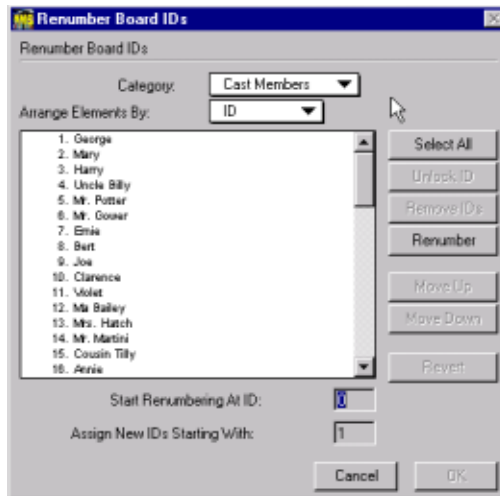 Renumber Board IDs
Renumber Board IDs
Category: Cast Members
Arrange Elements By: ID
1. George
2. Mary
3. Harry
4. Uncle Billy
5. Mr. Potter
6. Mr. Gower
7. Ernie
8. Bert
9. Joe
10. Clarence
11. Violet
12. Ma Bailey
13. Mrs. Hatch
14. Mr. Martini
15. Cousin Tilly
16. Annie
Select All
Unlock ID
Remove IDs
Renumber
Move Up
Move Down
Revert
Start Renumbering At ID: 0
Assign New IDs Starting With: 1
Cancel
OK